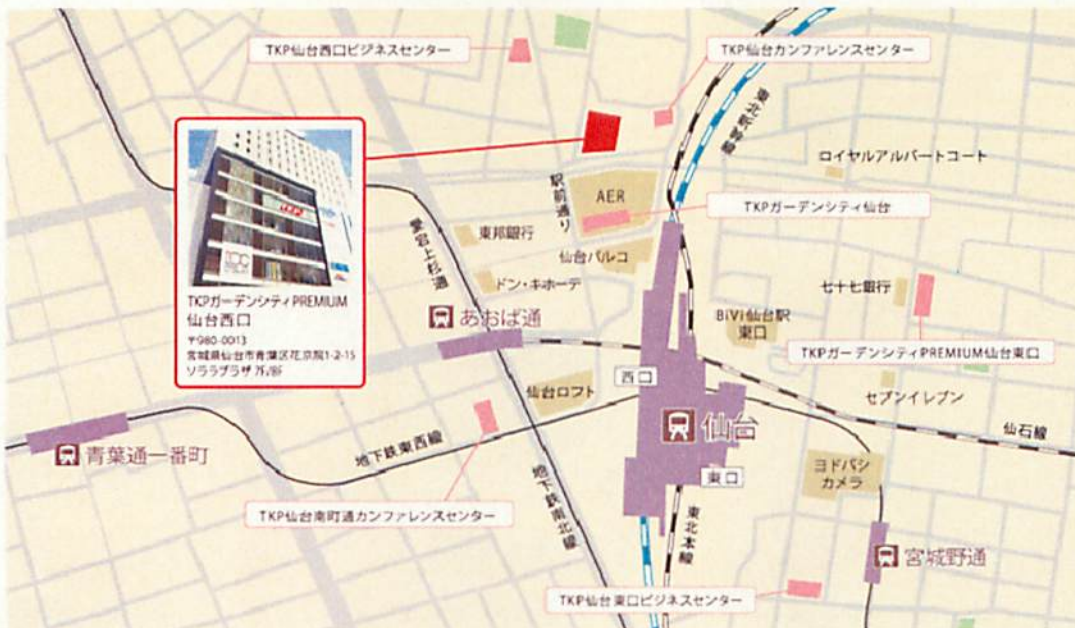 TKP仙台西口ビジネスセンター
TKP仙台カンファレンスセンター
東北新幹線
ロイヤルアルバートコート
駅前通り
AER
TKPガーデンシティ仙台
愛宮上杉通
東邦銀行
仙台パルコ
ドン・キホーテ
七十七銀行
TKP
TKPガーデンシティPREMIUM
仙台西口
〒980-0013
宮城県仙台市青葉区花京院1-2-15
ソララプラザ 7F/8F
あおば通
BiVi仙台駅
東口
TKPガーデンシティPREMIUM仙台東口
西口
仙台ロフト
セブンイレブン
仙台
仙石線
青葉通一番町
地下鉄東西線
ヨドバシ
カメラ
東口
地下鉄南北線
TKP仙台南町通カンファレンスセンター
東北本線
宮城野通
TKP仙台東口ビジネスセンター